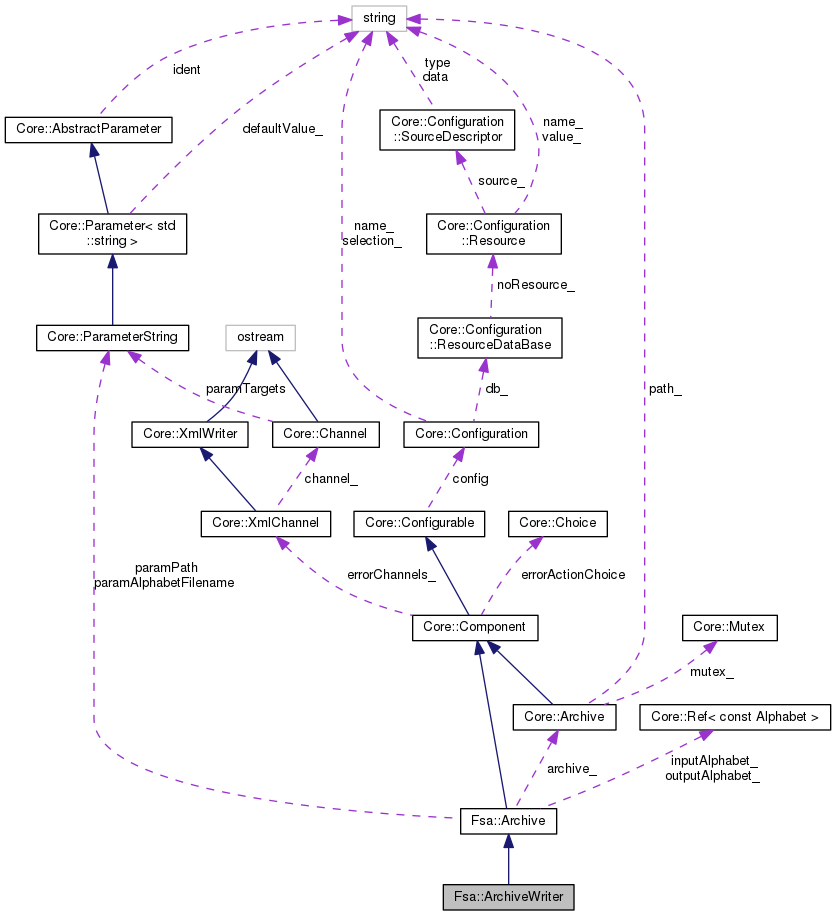 string
type
data
ident
Core::AbstractParameter
defaultValue_
Core::Configuration
::SourceDescriptor
name_
value_
source_
Core::Parameter< std
::string >
name_
selection_
Core::Configuration
::Resource
noResource_
Core::ParameterString
ostream
Core::Configuration
::ResourceDataBase
paramTargets
db_
path_
Core::XmlWriter
Core::Channel
Core::Configuration
channel_
config
Core::XmlChannel
Core::Configurable
Core::Choice
paramPath
paramAlphabetFilename
errorChannels_
errorActionChoice
Core::Component
Core::Mutex
mutex_
Core::Archive
Core::Ref< const Alphabet >
archive_
inputAlphabet_
outputAlphabet_
Fsa::Archive
Fsa::ArchiveWriter